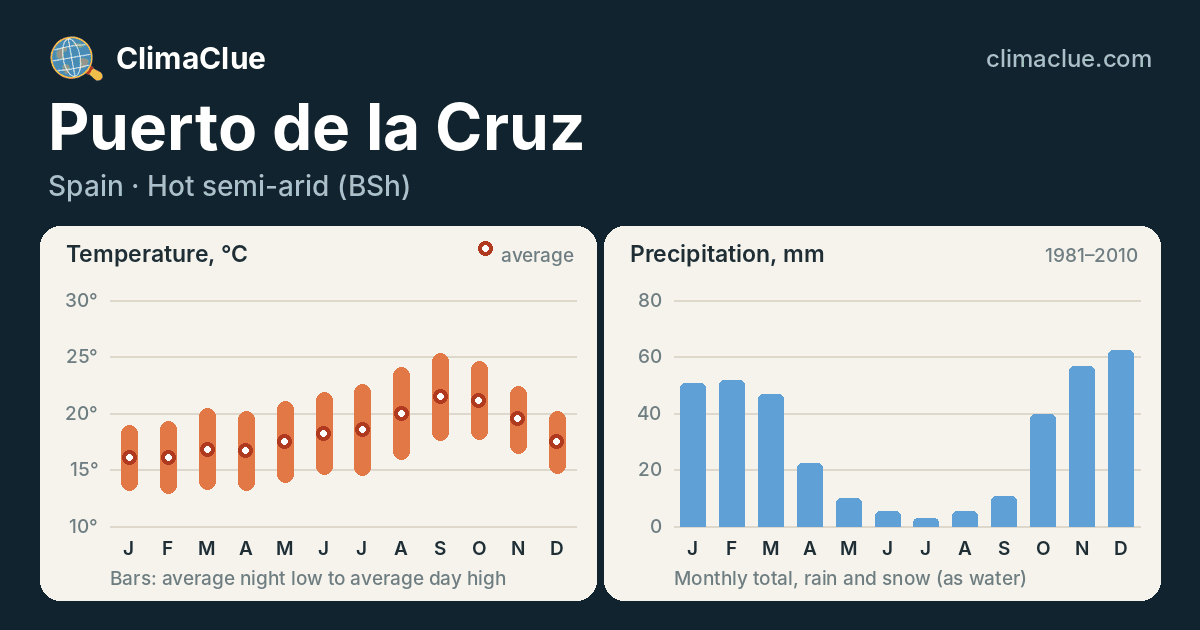 ClimaClue
climaclue.com
Puerto de la Cruz
Spain · Hot semi-arid (BSh)
Temperature, °C
average
30°
25°
20°
15°
10°
J F M A M J J A S O N D
Bars: average night low to average day high
Precipitation, mm
1981–2010
80
60
40
20
0
J F M A M J J A S O N D
Monthly total, rain and snow (as water)